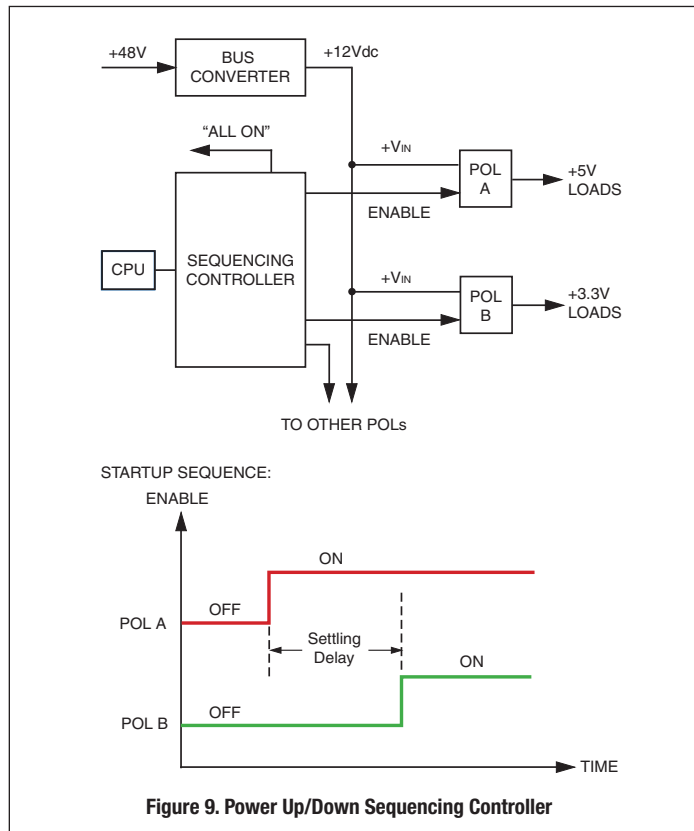 +48V
BUS
CONVERTER
+12Vdc
"ALL ON"
+VIN
POL
A
+5V
LOADS
ENABLE
CPU
SEQUENCING
CONTROLLER
+VIN
POL
B
+3.3V
LOADS
ENABLE
TO OTHER POLs
STARTUP SEQUENCE:
ENABLE
ON
OFF
POL A
Settling
Delay
ON
OFF
POL B
TIME
Figure 9. Power Up/Down Sequencing Controller